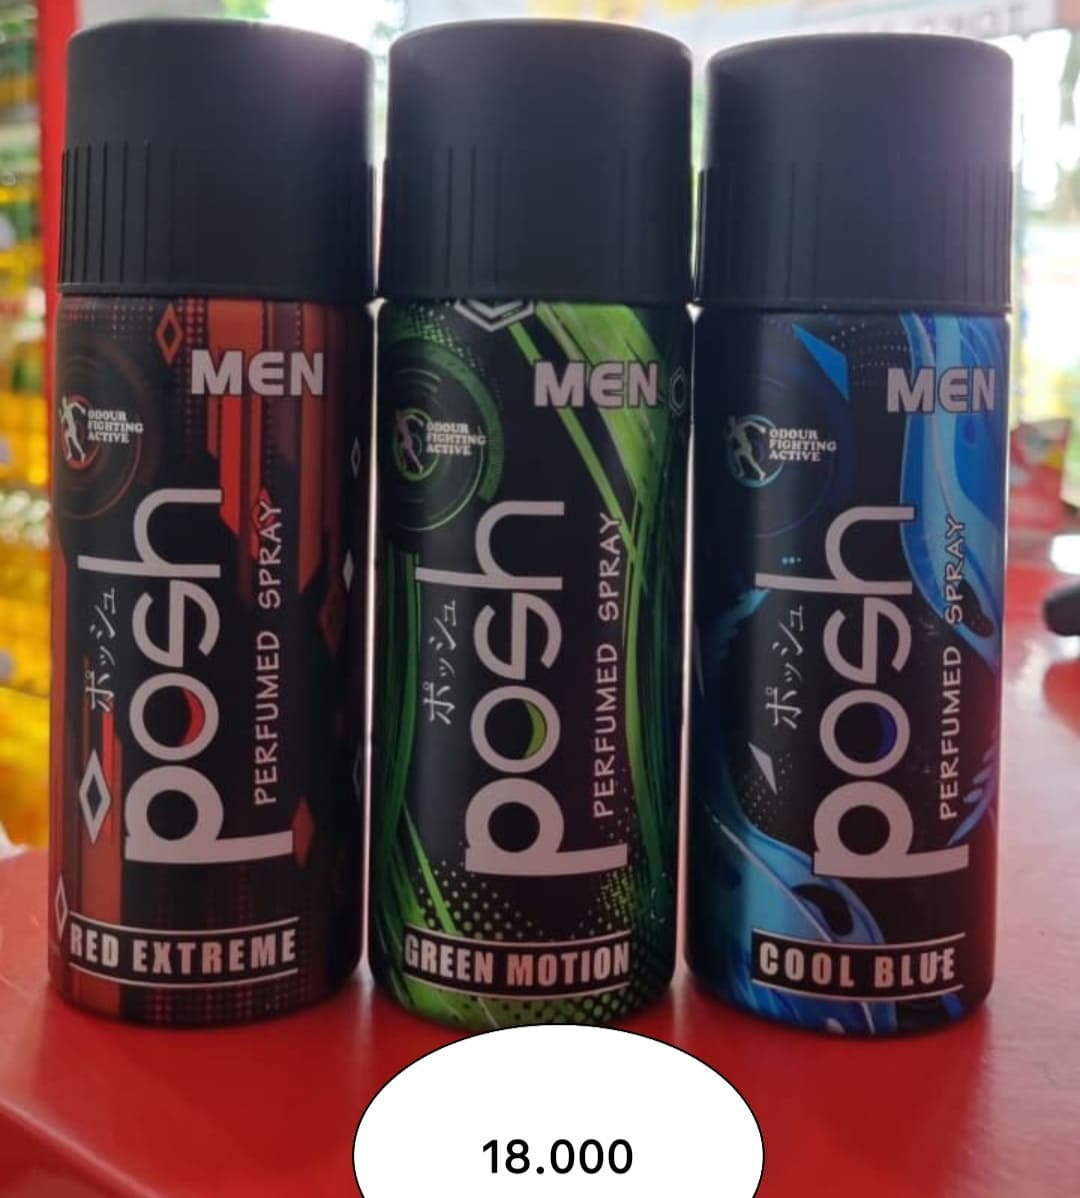 MEN
ODOUR
FIGHTING
ACTIVE
posh
ポッシュ
PERFUMED SPRAY
RED EXTREME
MEN
ODOUR
FIGHTING
ACTIVE
posh
ポッシュ
PERFUMED SPRAY
GREEN MOTION
MEN
ODOUR
FIGHTING
ACTIVE
posh
ポッシュ
PERFUMED SPRAY
COOL BLUE
18.000